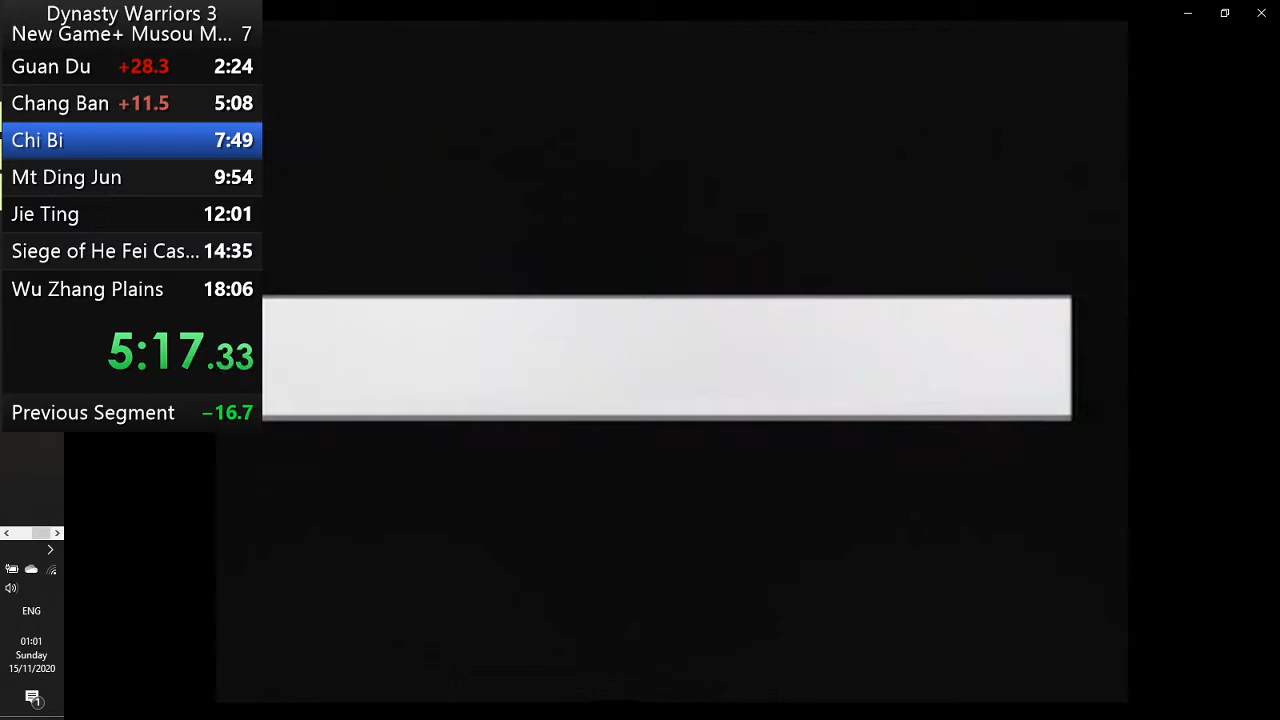 Dynasty Warriors 3
New Game+ Musou M... 7
Guan Du +28.3 2:24
Chang Ban +11.5 5:08
Chi Bi 7:49
Mt Ding Jun 9:54
Jie Ting 12:01
Siege of He Fei Cas... 14:35
Wu Zhang Plains 18:06
5:17.33
Previous Segment −16.7
ENG
01:01
Sunday
15/11/2020
1